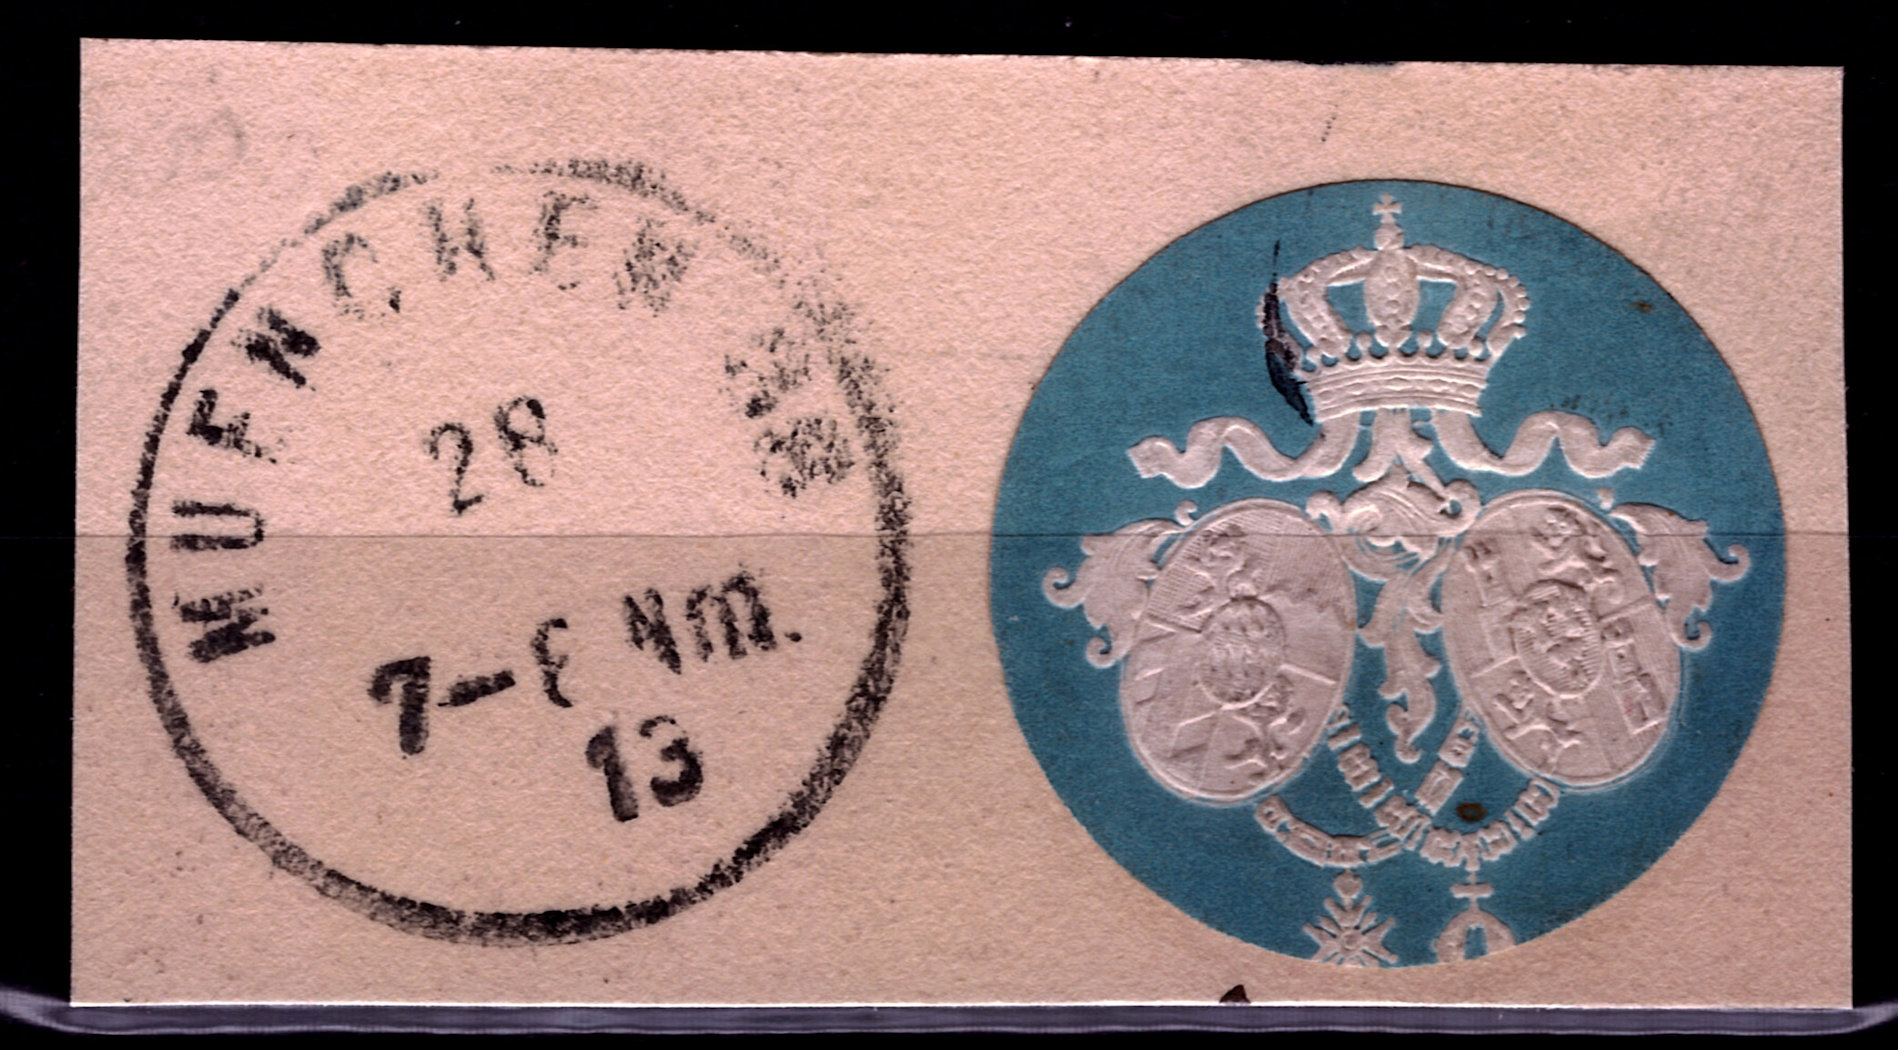 MUENCHEN
28
7-8 Nm.
13